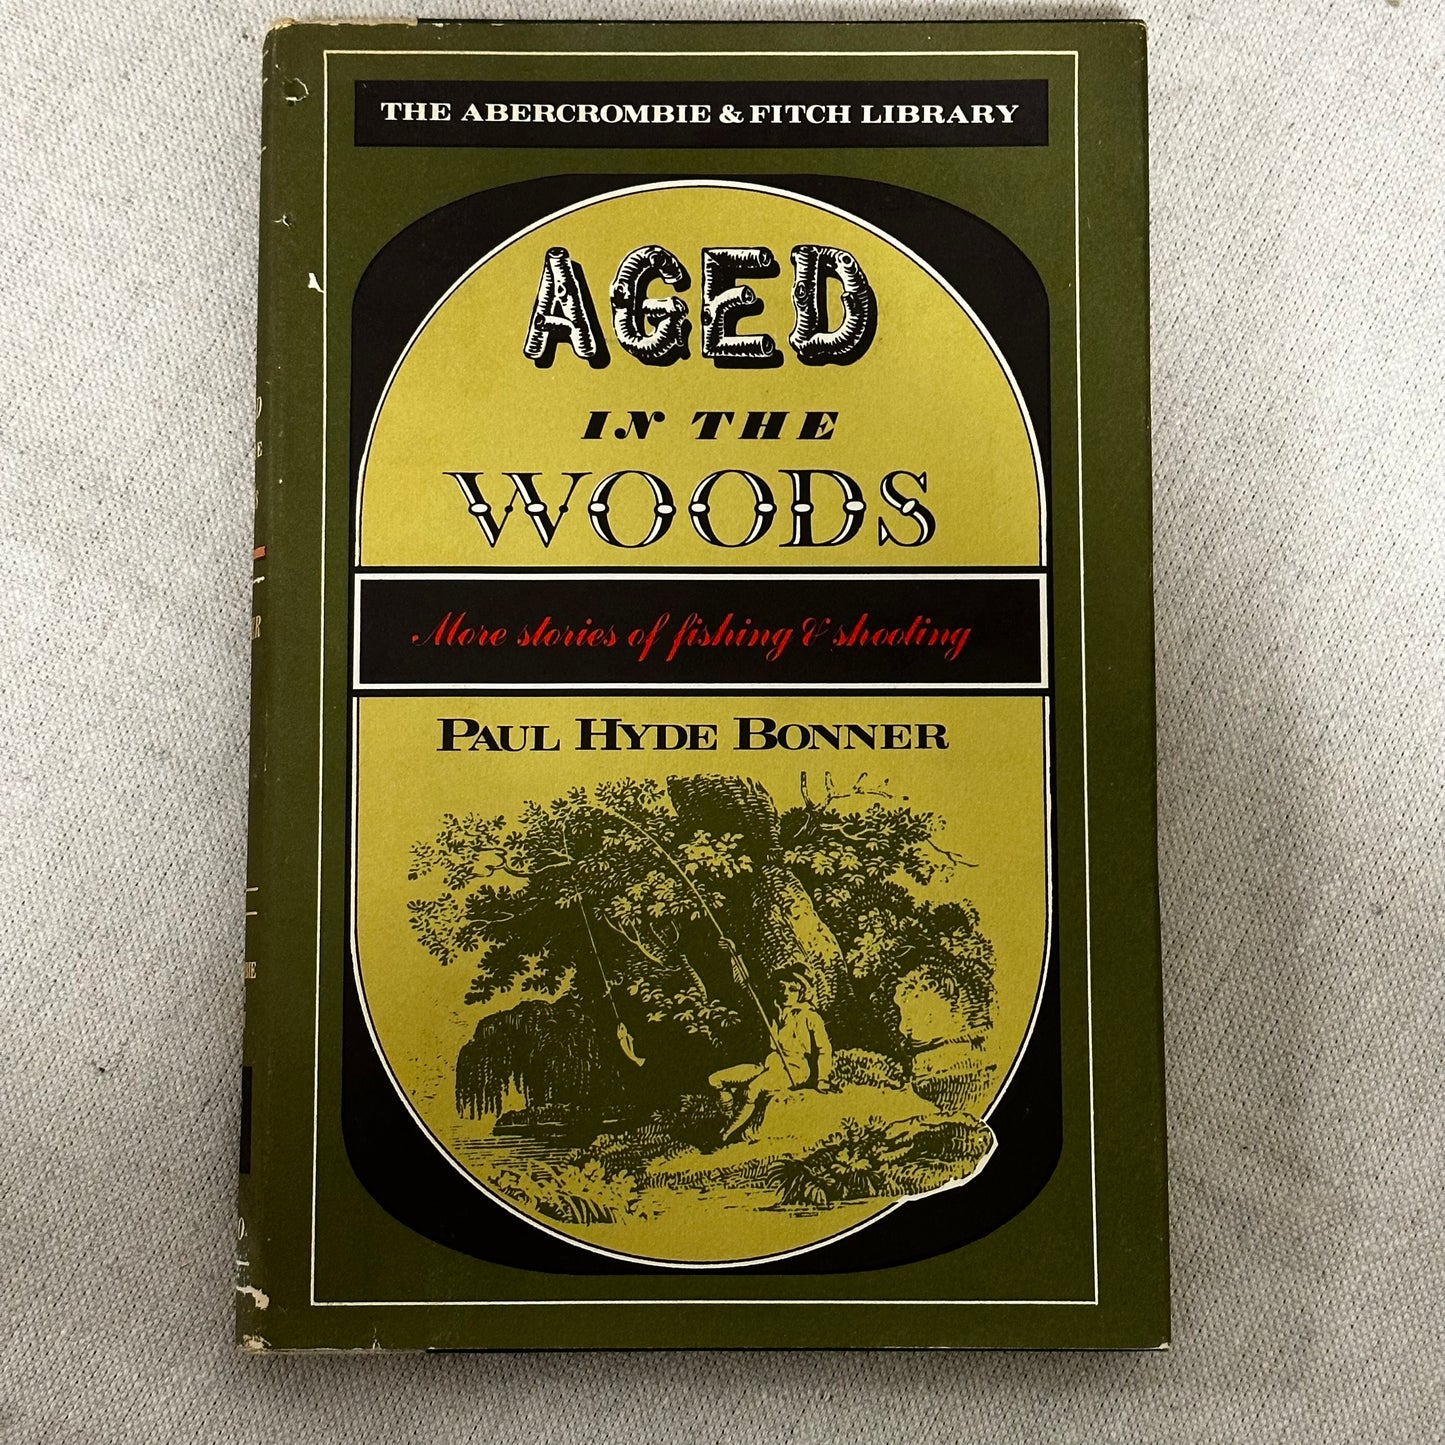 THE ABERCROMBIE & FITCH LIBRARY
AGED
IN THE
WOODS
More stories of fishing & shooting
PAUL HYDE BONNER